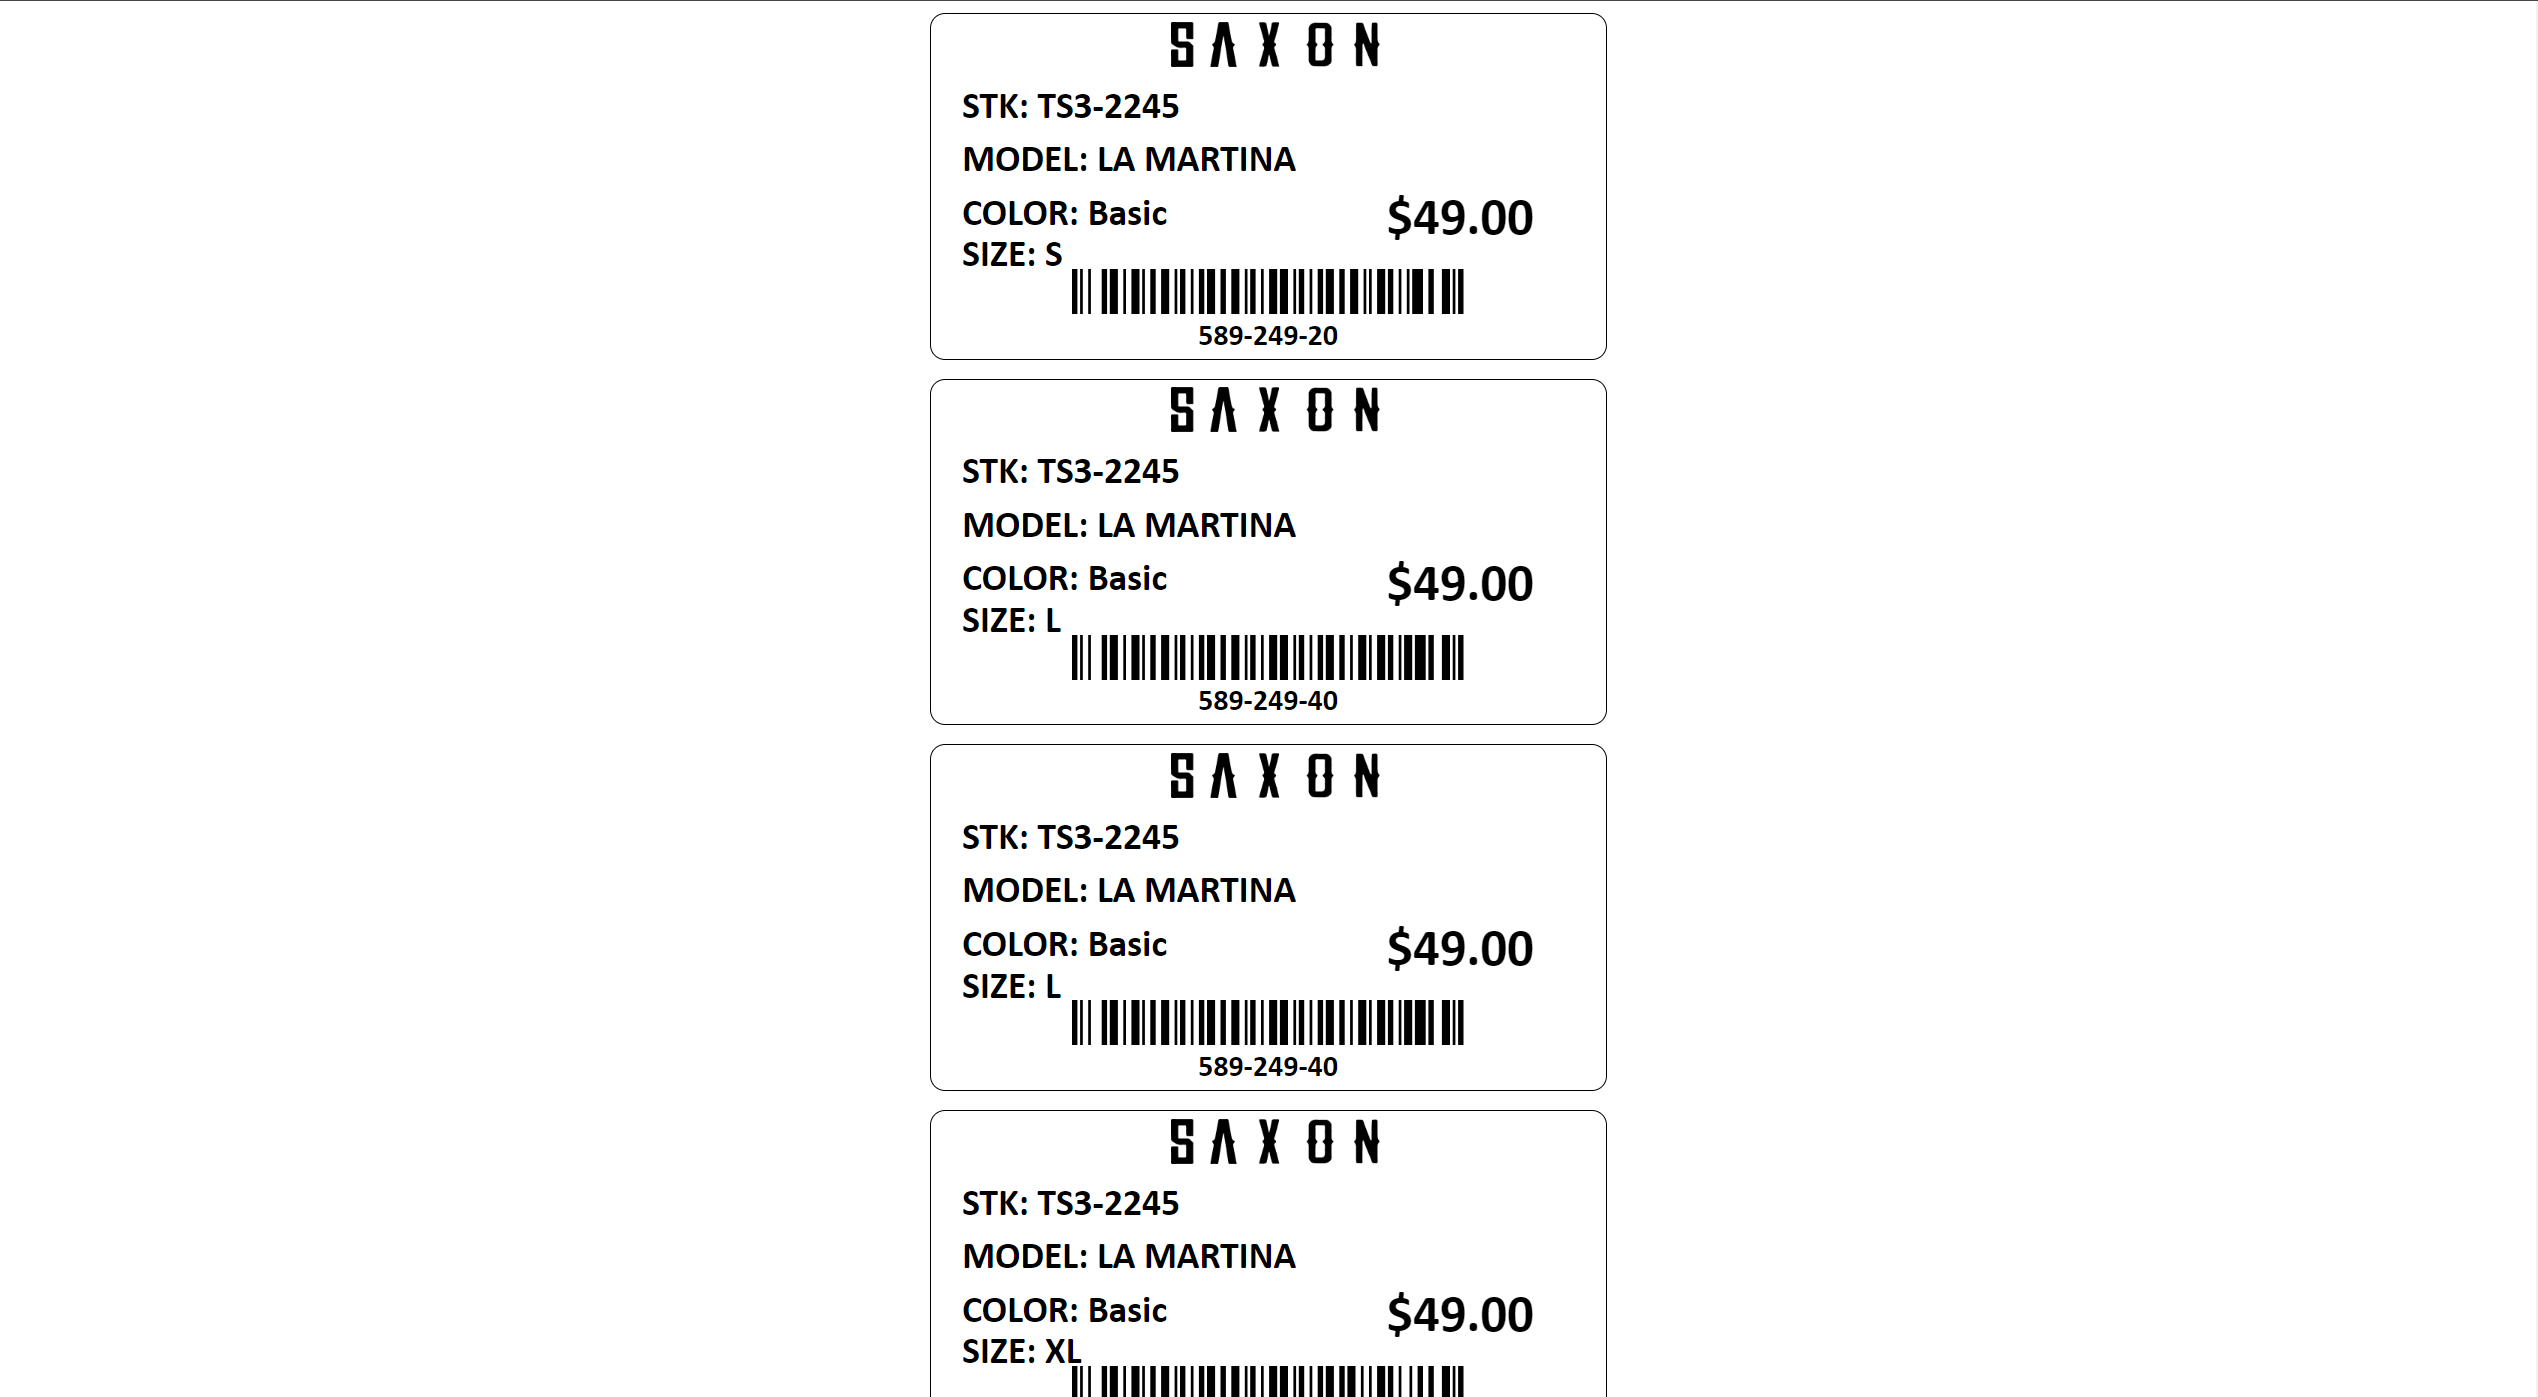 SAXON
STK: TS3-2245
MODEL: LA MARTINA
COLOR: Basic
$49.00
SIZE: S
589-249-20
SAXON
STK: TS3-2245
MODEL: LA MARTINA
COLOR: Basic
$49.00
SIZE: L
589-249-40
SAXON
STK: TS3-2245
MODEL: LA MARTINA
COLOR: Basic
$49.00
SIZE: L
589-249-40
SAXON
STK: TS3-2245
MODEL: LA MARTINA
COLOR: Basic
$49.00
SIZE: XL